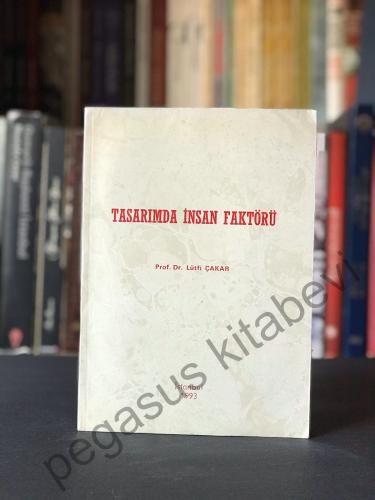 TASARIMDA İNSAN FAKTÖRÜ
Prof. Dr. Lütfi ÇAKAR
İstanbul
1993
pegasus kitabevi